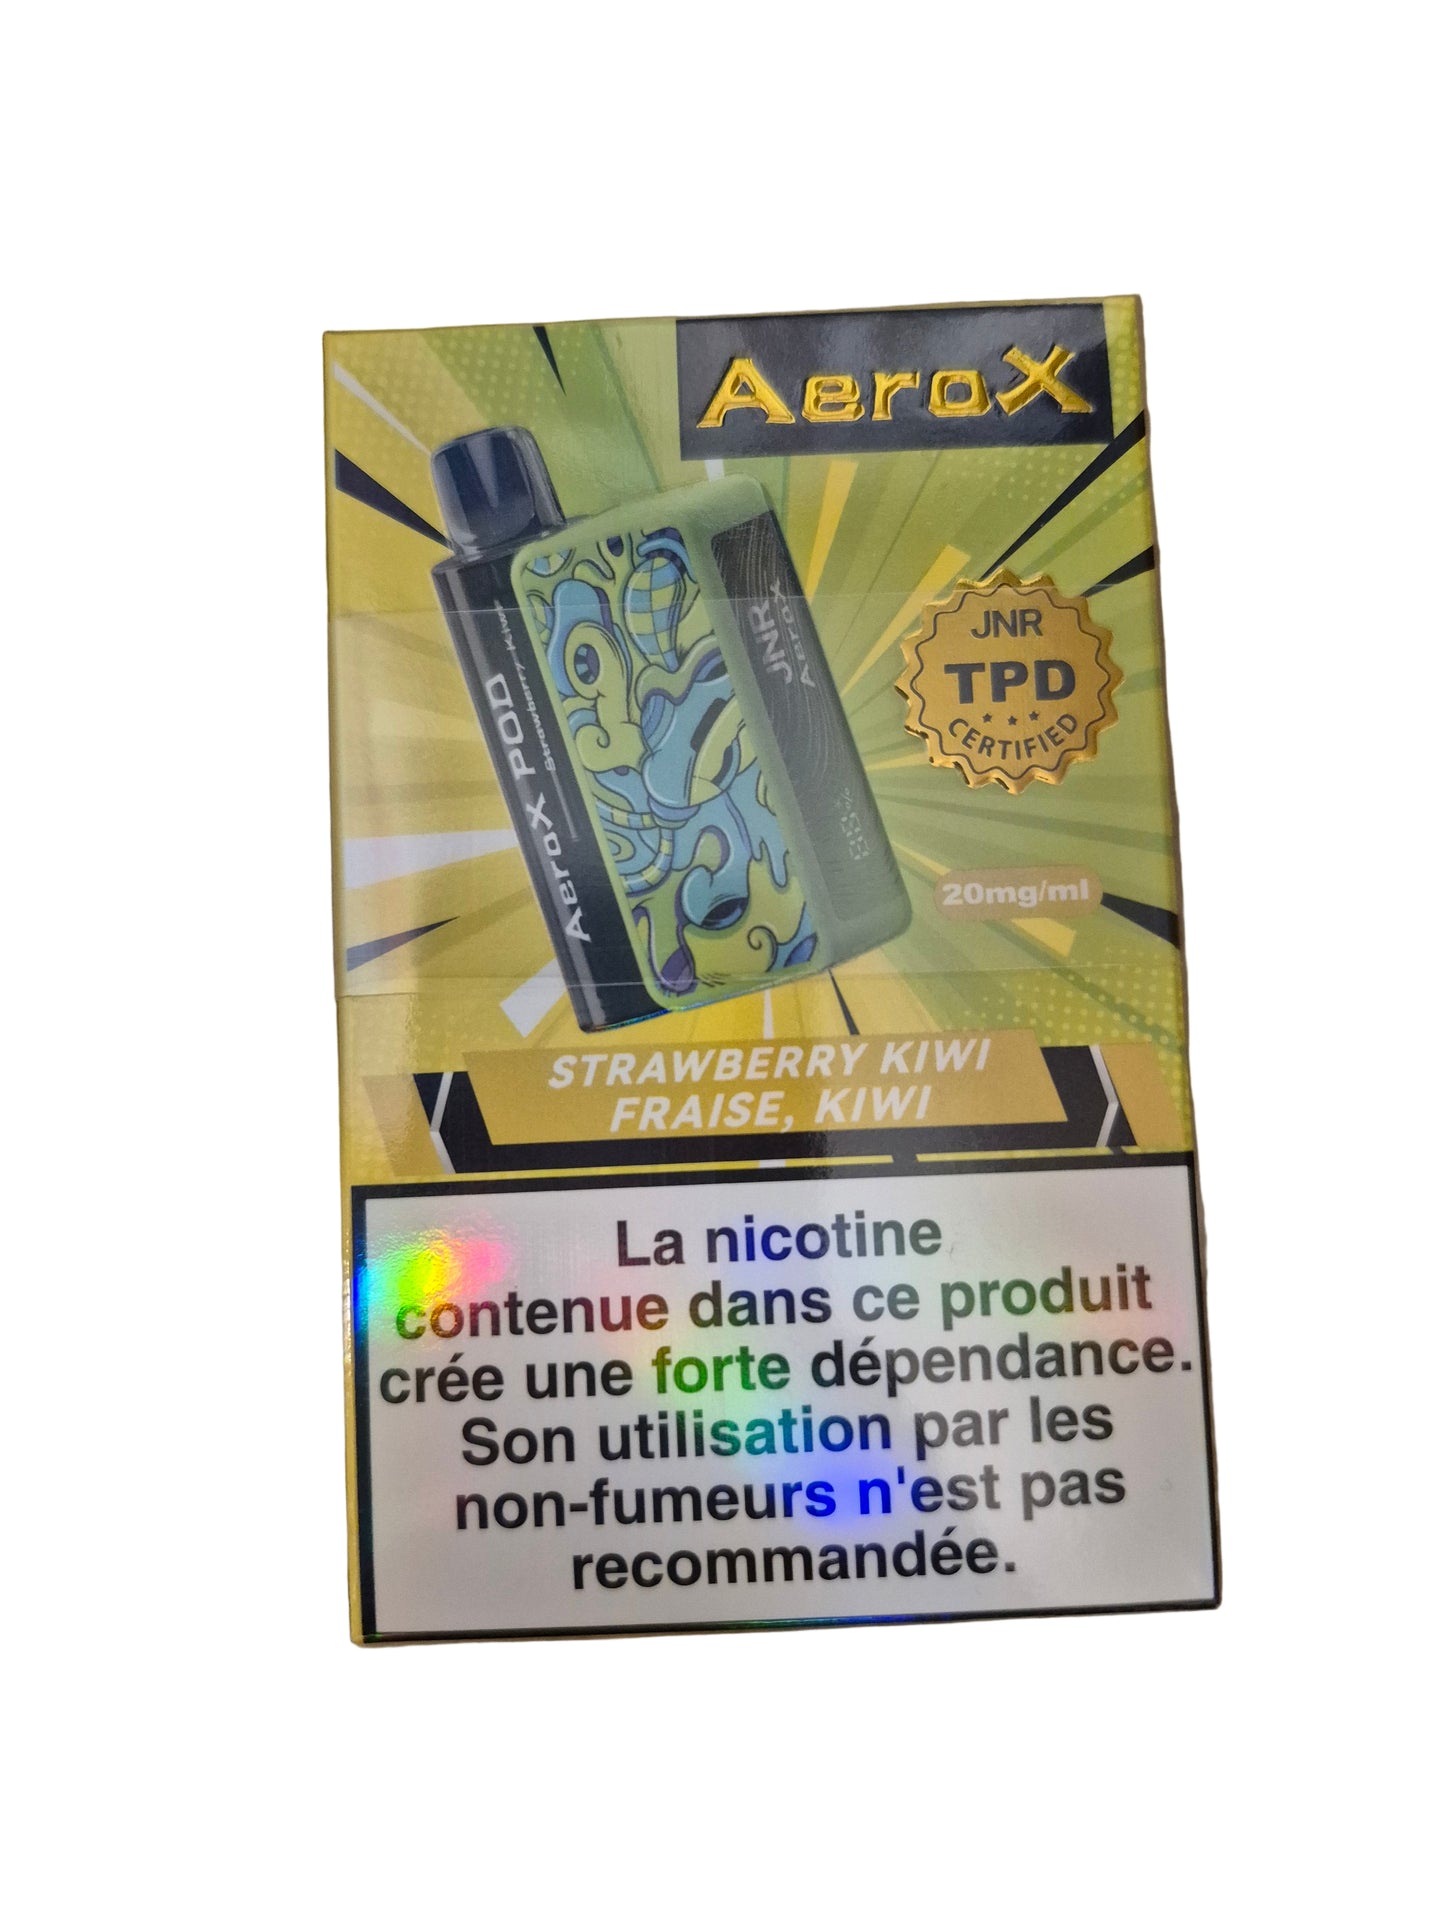 AeroX
JNR
TPD
CERTIFIED
AeroX POD
Strawberry Kiwi
JNR
Aerox
88%
20mg/ml
STRAWBERRY KIWI
FRAISE, KIWI
La nicotine
contenue dans ce produit
crée une forte dépendance.
Son utilisation par les
non-fumeurs n'est pas
recommandée.